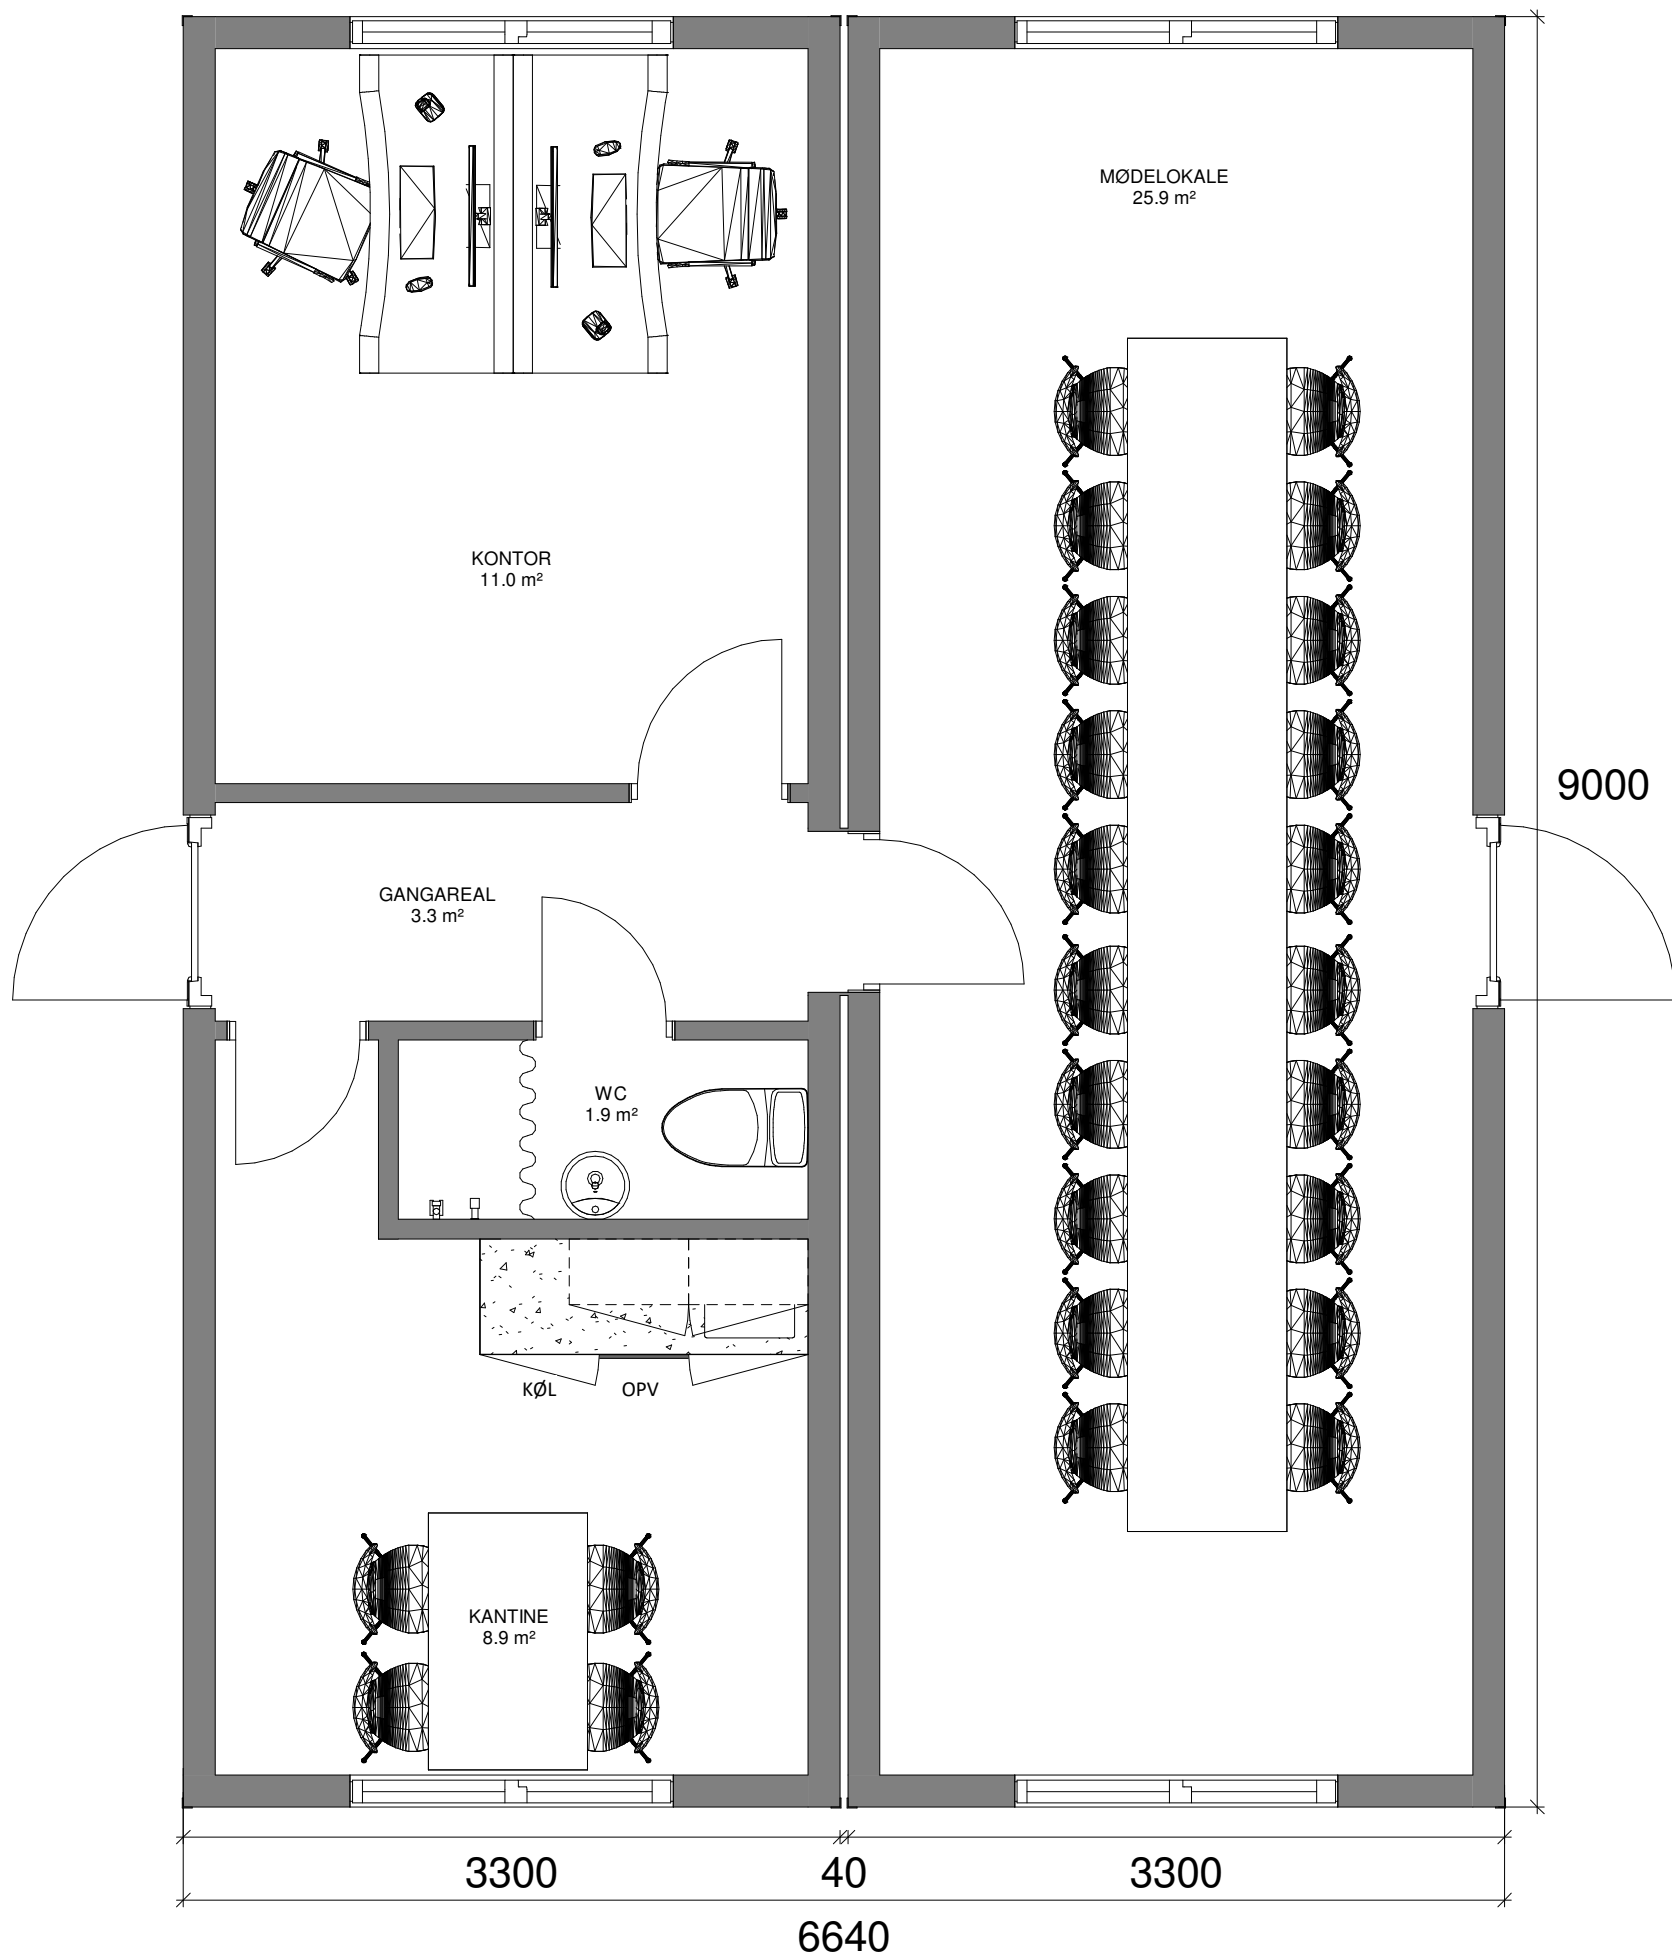 MØDELOKALE
25.9 m²
KONTOR
11.0 m²
9000
GANGAREAL
3.3 m²
WC
1.9 m²
KØL OPV
KANTINE
8.9 m²
3300 40 3300
6640